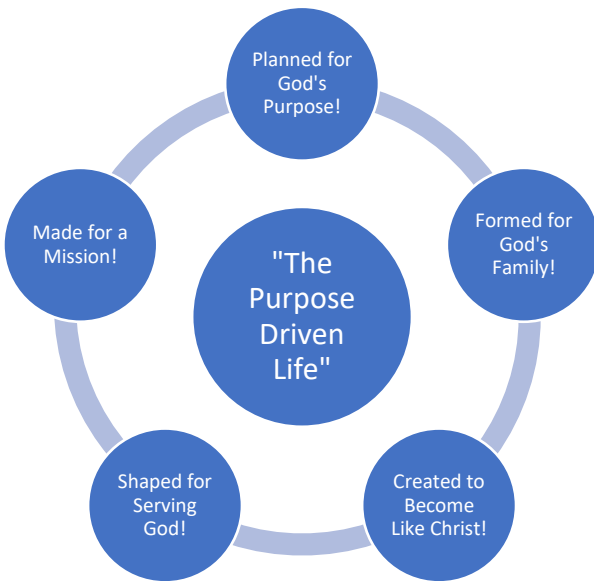 Planned for
God's
Purpose!
Formed for
God's
Family!
Created to
Become
Like Christ!
Shaped for
Serving
God!
Made for a
Mission!
"The
Purpose
Driven
Life"